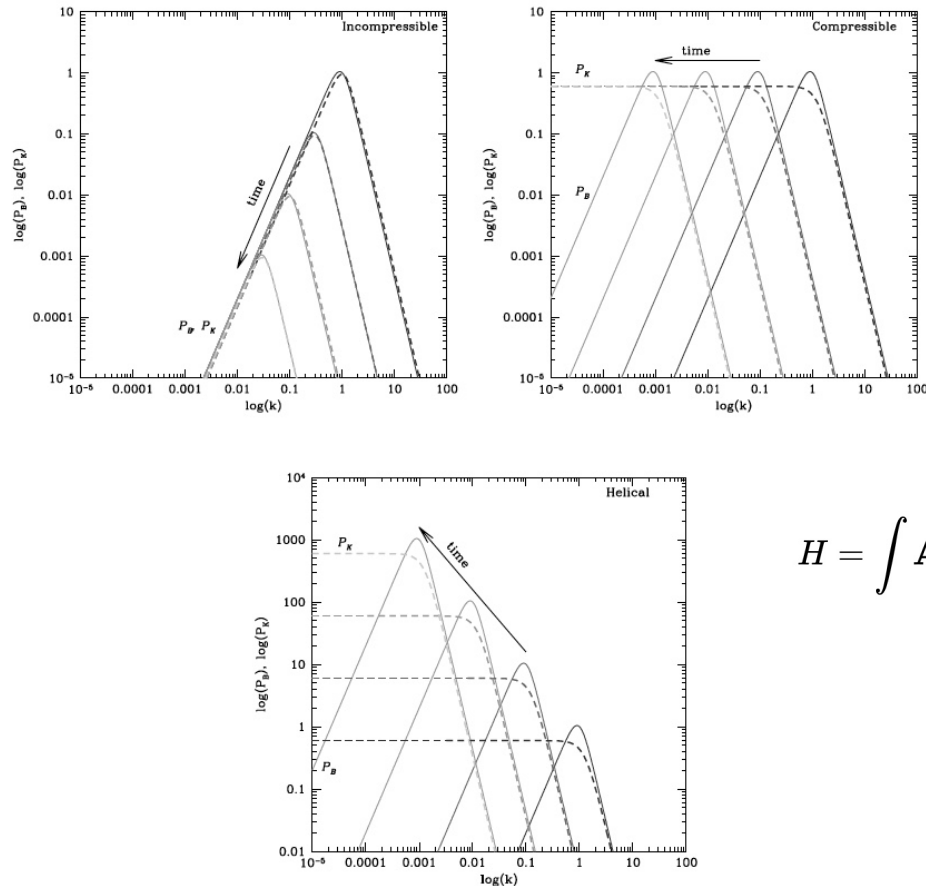 Incompressible
10
1
0.1
0.01
0.001
0.0001
10⁻⁵
log(P_B), log(P_K)
time
P_B, P_K
10⁻⁵ 0.0001 0.001 0.01 0.1 1 10 100
log(k)
Compressible
10
1
0.1
0.01
0.001
0.0001
10⁻⁵
log(P_B), log(P_K)
time
P_K
P_B
10⁻⁵ 0.0001 0.001 0.01 0.1 1 10 100
log(k)
Helical
10⁴
1000
100
10
1
0.1
0.01
log(P_B), log(P_K)
time
P_K
P_B
10⁻⁵ 0.0001 0.001 0.01 0.1 1 10 100
log(k)
H = ∫